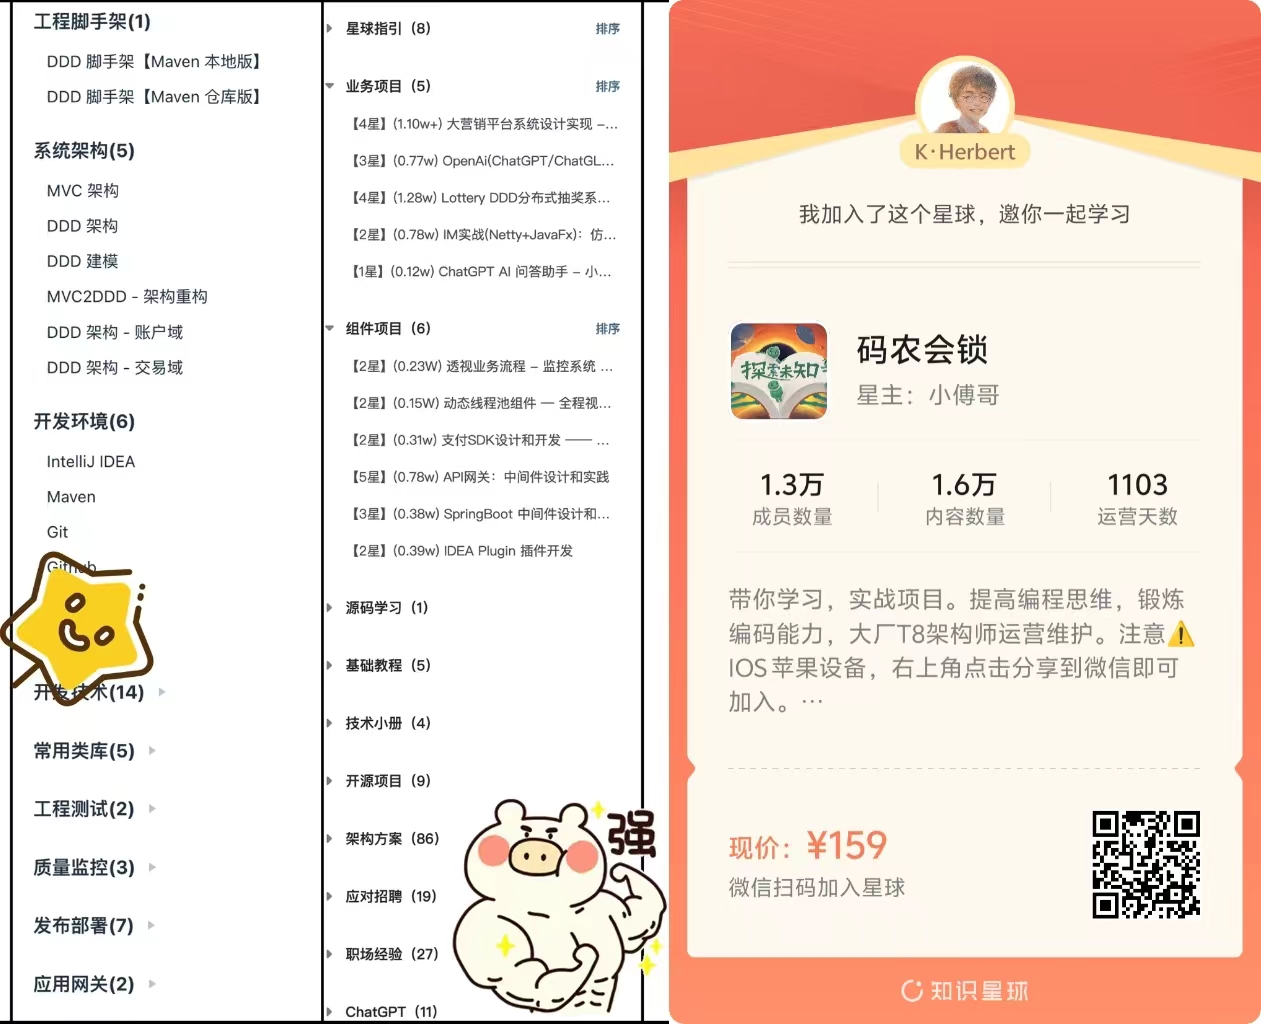 工程脚手架(1)
DDD 脚手架【Maven 本地版】
DDD 脚手架【Maven 仓库版】
系统架构(5)
MVC 架构
DDD 架构
DDD 建模
MVC2DDD - 架构重构
DDD 架构 - 账户域
DDD 架构 - 交易域
开发环境(6)
IntelliJ IDEA
Maven
Git
Github
开发技术(14)
常用类库(5)
工程测试(2)
质量监控(3)
发布部署(7)
应用网关(2)
星球指引（8） 排序
业务项目（5） 排序
【4星】(1.10w+) 大营销平台系统设计实现 –...
【3星】(0.77w) OpenAi(ChatGPT/ChatGL...
【4星】(1.28w) Lottery DDD分布式抽奖系...
【2星】(0.78w) IM实战(Netty+JavaFx)：仿...
【1星】(0.12w) ChatGPT AI 问答助手 – 小...
组件项目（6） 排序
【2星】(0.23W) 透视业务流程 – 监控系统 ...
【2星】(0.15W) 动态线程池组件 — 全程视...
【2星】(0.31w) 支付SDK设计和开发 —— ...
【5星】(0.78w) API网关：中间件设计和实践
【3星】(0.38w) SpringBoot 中间件设计和...
【2星】(0.39w) IDEA Plugin 插件开发
源码学习（1）
基础教程（5）
技术小册（4）
开源项目（9）
架构方案（86）
应对招聘（19）
职场经验（27）
ChatGPT（11）
强
K·Herbert
我加入了这个星球，邀你一起学习
探索未知
码农会锁
星主：小傅哥
1.3万 1.6万 1103
成员数量 内容数量 运营天数
带你学习，实战项目。提高编程思维，锻炼
编码能力，大厂T8架构师运营维护。注意⚠️
IOS 苹果设备，右上角点击分享到微信即可
加入。…
现价：¥159
微信扫码加入星球
知识星球